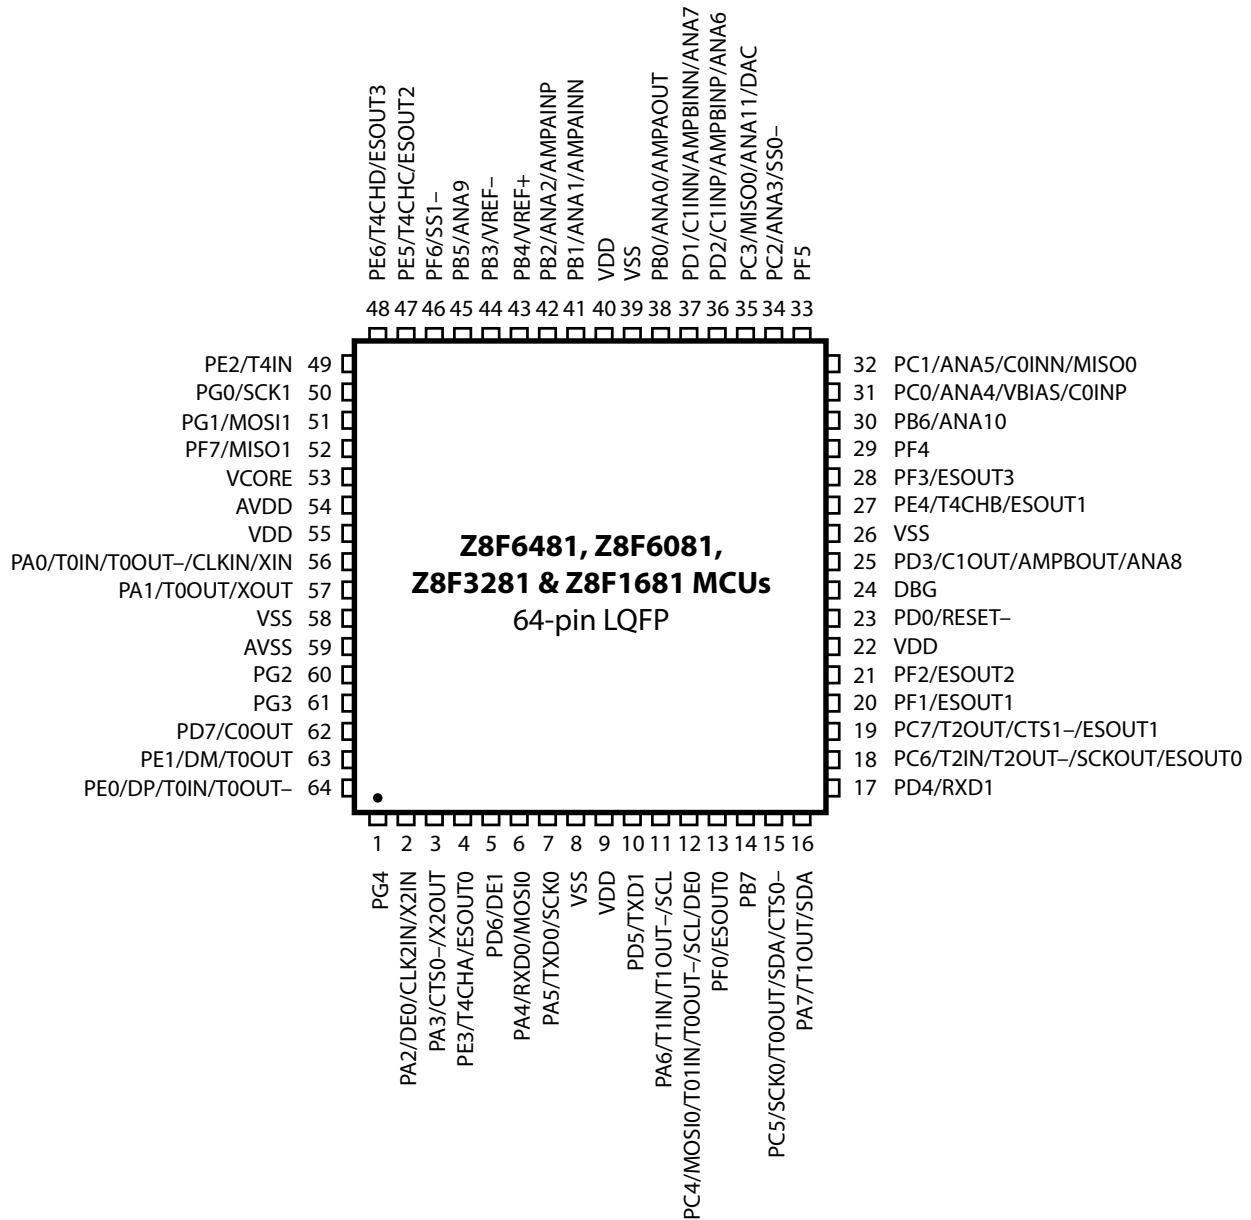 PE6/T4CHD/ESOUT3
PE5/T4CHC/ESOUT2
PF6/SS1–
PB5/ANA9
PB3/VREF–
PB4/VREF+
PB2/ANA2/AMPAINP
PB1/ANA1/AMPAINN
VDD
VSS
PB0/ANA0/AMPAOUT
PD1/C1INN/AMPBINN/ANA7
PD2/C1INP/AMPBINP/ANA6
PC3/MISO0/ANA11/DAC
PC2/ANA3/SS0–
PF5
48 47 46 45 44 43 42 41 40 39 38 37 36 35 34 33
PE2/T4IN 49
PG0/SCK1 50
PG1/MOSI1 51
PF7/MISO1 52
VCORE 53
AVDD 54
VDD 55
PA0/T0IN/T0OUT–/CLKIN/XIN 56
PA1/T0OUT/XOUT 57
VSS 58
AVSS 59
PG2 60
PG3 61
PD7/C0OUT 62
PE1/DM/T0OUT 63
PE0/DP/T0IN/T0OUT– 64
Z8F6481, Z8F6081,
Z8F3281 & Z8F1681 MCUs
64-pin LQFP
32 PC1/ANA5/C0INN/MISO0
31 PC0/ANA4/VBIAS/C0INP
30 PB6/ANA10
29 PF4
28 PF3/ESOUT3
27 PE4/T4CHB/ESOUT1
26 VSS
25 PD3/C1OUT/AMPBOUT/ANA8
24 DBG
23 PD0/RESET–
22 VDD
21 PF2/ESOUT2
20 PF1/ESOUT1
19 PC7/T2OUT/CTS1–/ESOUT1
18 PC6/T2IN/T2OUT–/SCKOUT/ESOUT0
17 PD4/RXD1
1 2 3 4 5 6 7 8 9 10 11 12 13 14 15 16
PG4
PA2/DE0/CLK2IN/X2IN
PA3/CTS0–/X2OUT
PE3/T4CHA/ESOUT0
PD6/DE1
PA4/RXD0/MOSI0
PA5/TXD0/SCK0
VSS
VDD
PD5/TXD1
PA6/T1IN/T1OUT–/SCL
PC4/MOSI0/T01IN/T0OUT–/SCL/DE0
PF0/ESOUT0
PB7
PC5/SCK0/T0OUT/SDA/CTS0–
PA7/T1OUT/SDA